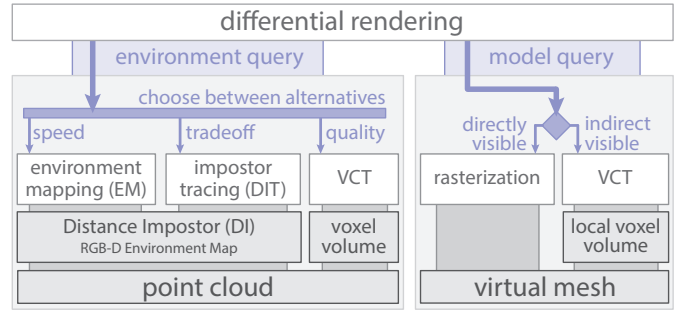 differential rendering
environment query
model query
choose between alternatives
speed
tradeoff
quality
directly
visible
indirect
visible
environment
mapping (EM)
impostor
tracing (DIT)
VCT
rasterization
VCT
Distance Impostor (DI)
RGB-D Environment Map
voxel
volume
local voxel
volume
point cloud
virtual mesh